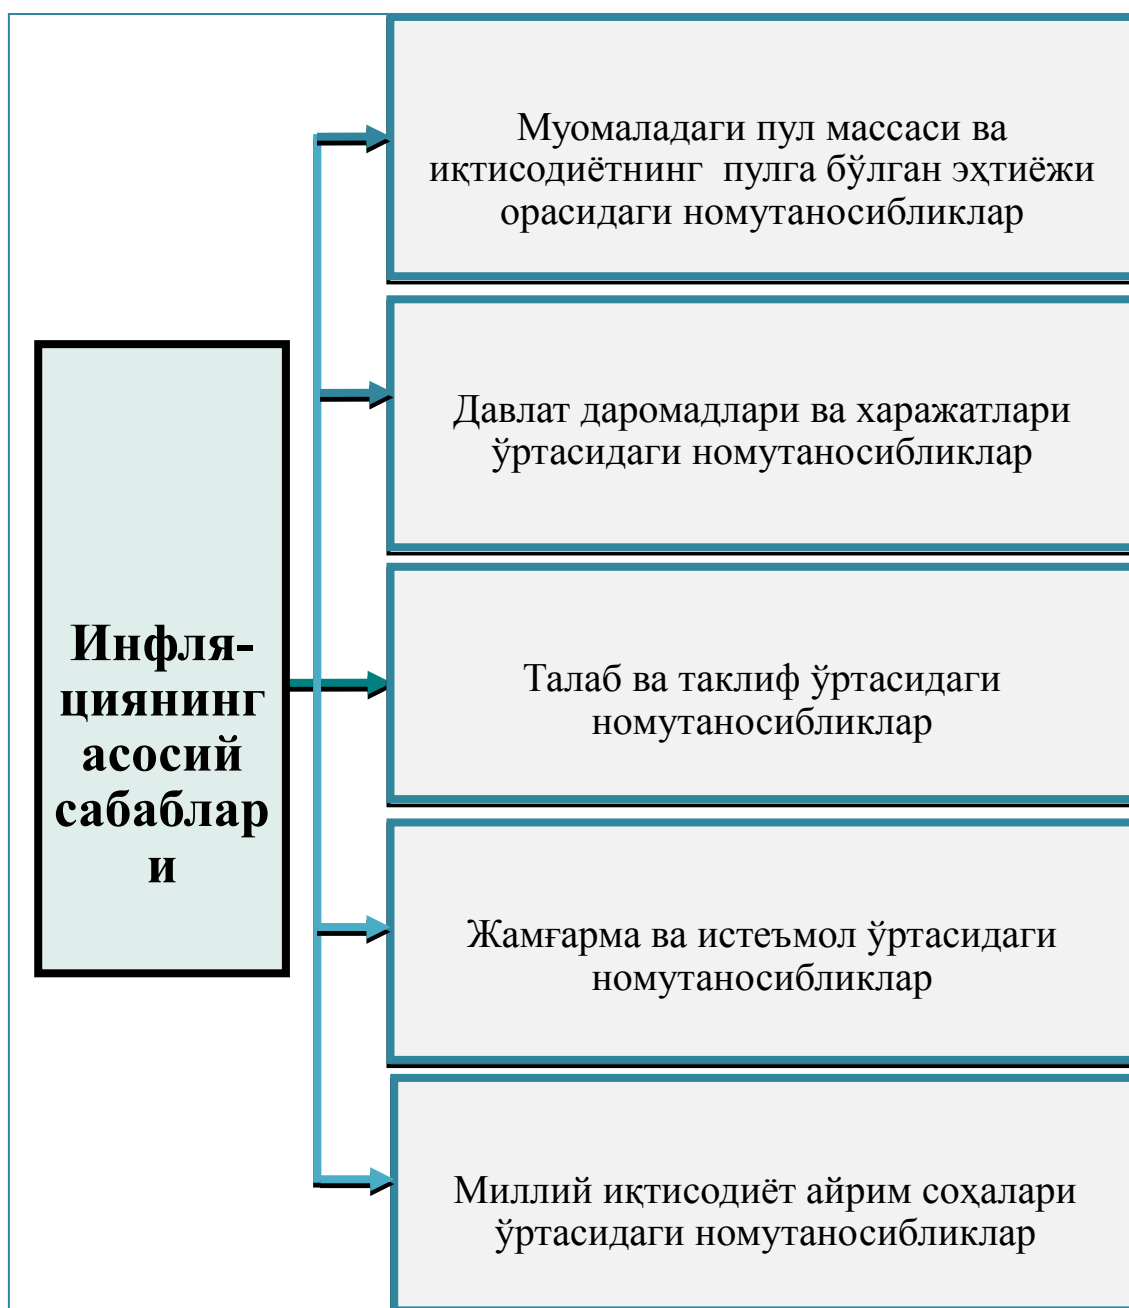 Муомаладаги пул массаси ва
иқтисодиётнинг пулга бўлган эҳтиёжи
орасидаги номутаносибликлар
Давлат даромадлари ва харажатлари
ўртасидаги номутаносибликлар
Инфля-
циянинг
асосий
сабаблар
и
Талаб ва таклиф ўртасидаги
номутаносибликлар
Жамғарма ва истеъмол ўртасидаги
номутаносибликлар
Миллий иқтисодиёт айрим соҳалари
ўртасидаги номутаносибликлар